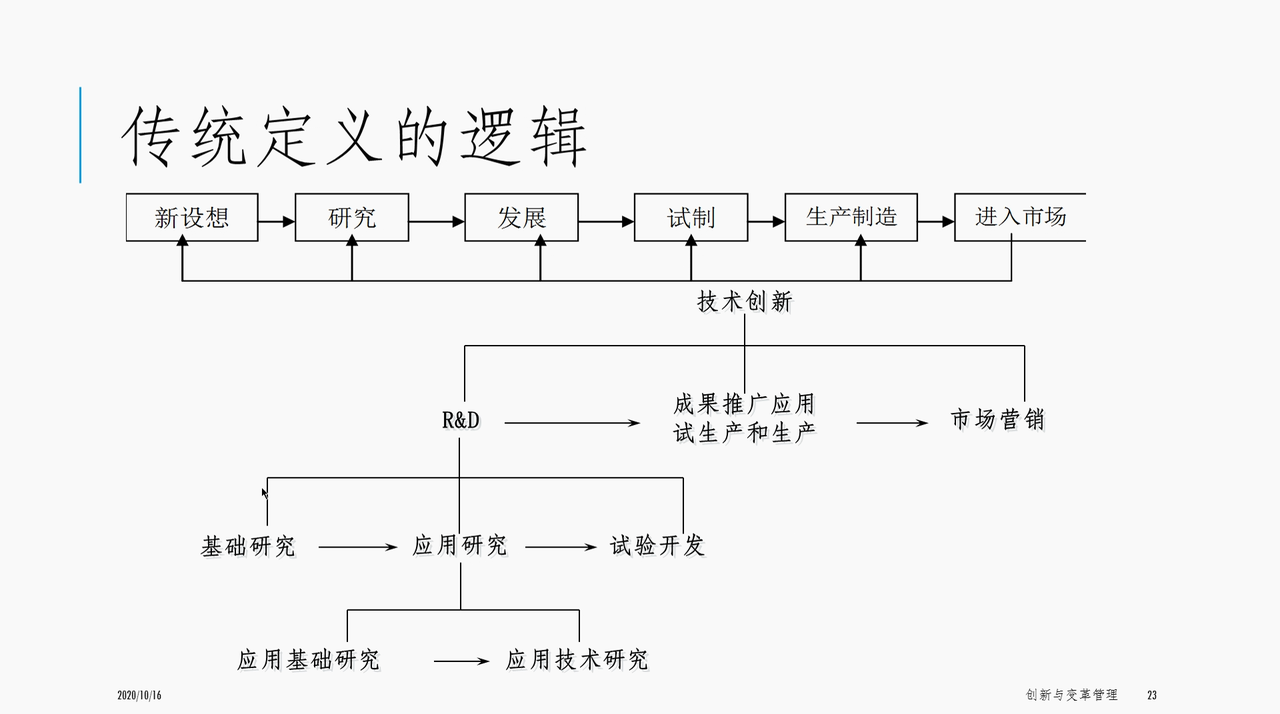 传统定义的逻辑
新设想
研究
发展
试制
生产制造
进入市场
技术创新
R&D
成果推广应用
试生产和生产
市场营销
基础研究
应用研究
试验开发
应用基础研究
应用技术研究
2020/10/16
创新与变革管理
23